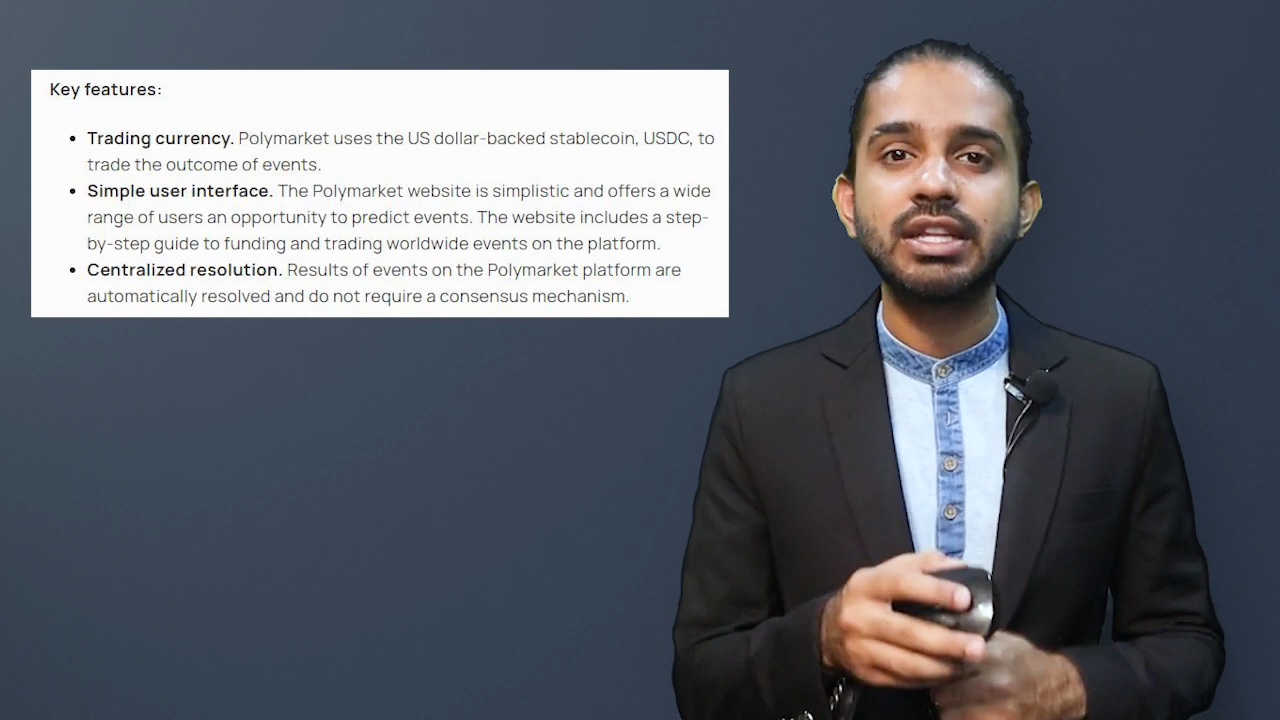 Key features:
• Trading currency. Polymarket uses the US dollar-backed stablecoin, USDC, to
trade the outcome of events.
• Simple user interface. The Polymarket website is simplistic and offers a wide
range of users an opportunity to predict events. The website includes a step-
by-step guide to funding and trading worldwide events on the platform.
• Centralized resolution. Results of events on the Polymarket platform are
automatically resolved and do not require a consensus mechanism.